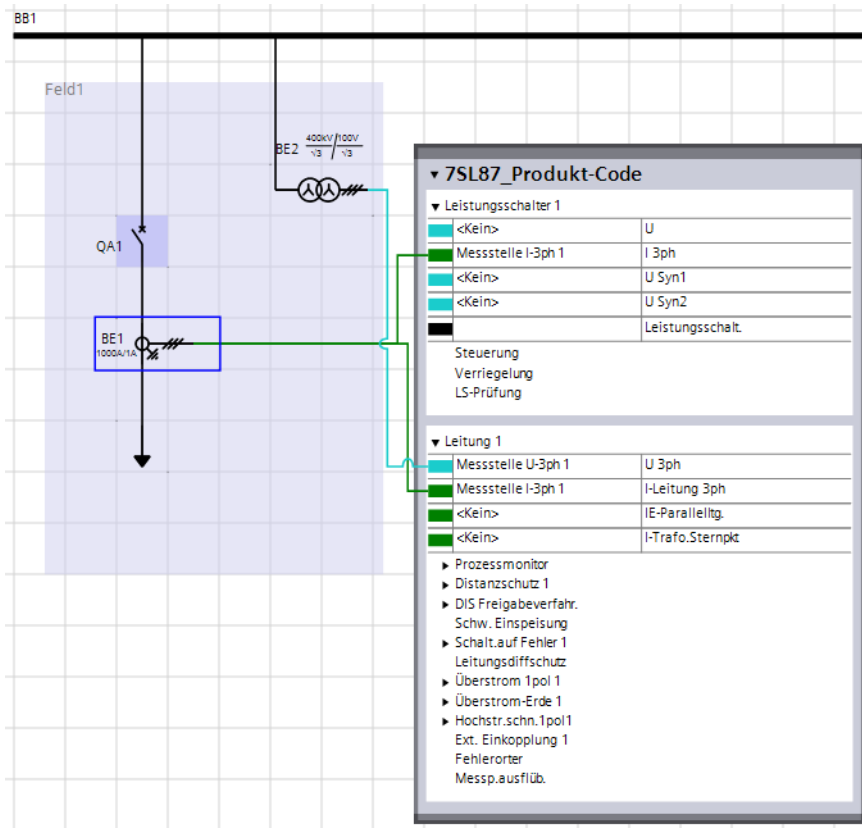 BB1
Feld1
BE2 400kV/√3 / 100V/√3
QA1
BE1
1000A/1A
▼ 7SL87_Produkt-Code
▼ Leistungsschalter 1
<Kein> U
Messstelle I-3ph 1 I 3ph
<Kein> U Syn1
<Kein> U Syn2
Leistungsschalt.
Steuerung
Verriegelung
LS-Prüfung
▼ Leitung 1
Messstelle U-3ph 1 U 3ph
Messstelle I-3ph 1 I-Leitung 3ph
<Kein> IE-Parallelltg.
<Kein> I-Trafo.Sternpkt
▶ Prozessmonitor
▶ Distanzschutz 1
▶ DIS Freigabeverfahr.
Schw. Einspeisung
▶ Schalt.auf Fehler 1
Leitungsdiffschutz
▶ Überstrom 1pol 1
▶ Überstrom-Erde 1
▶ Hochstr.schn.1pol1
Ext. Einkopplung 1
Fehlerorter
Messp.ausflüb.